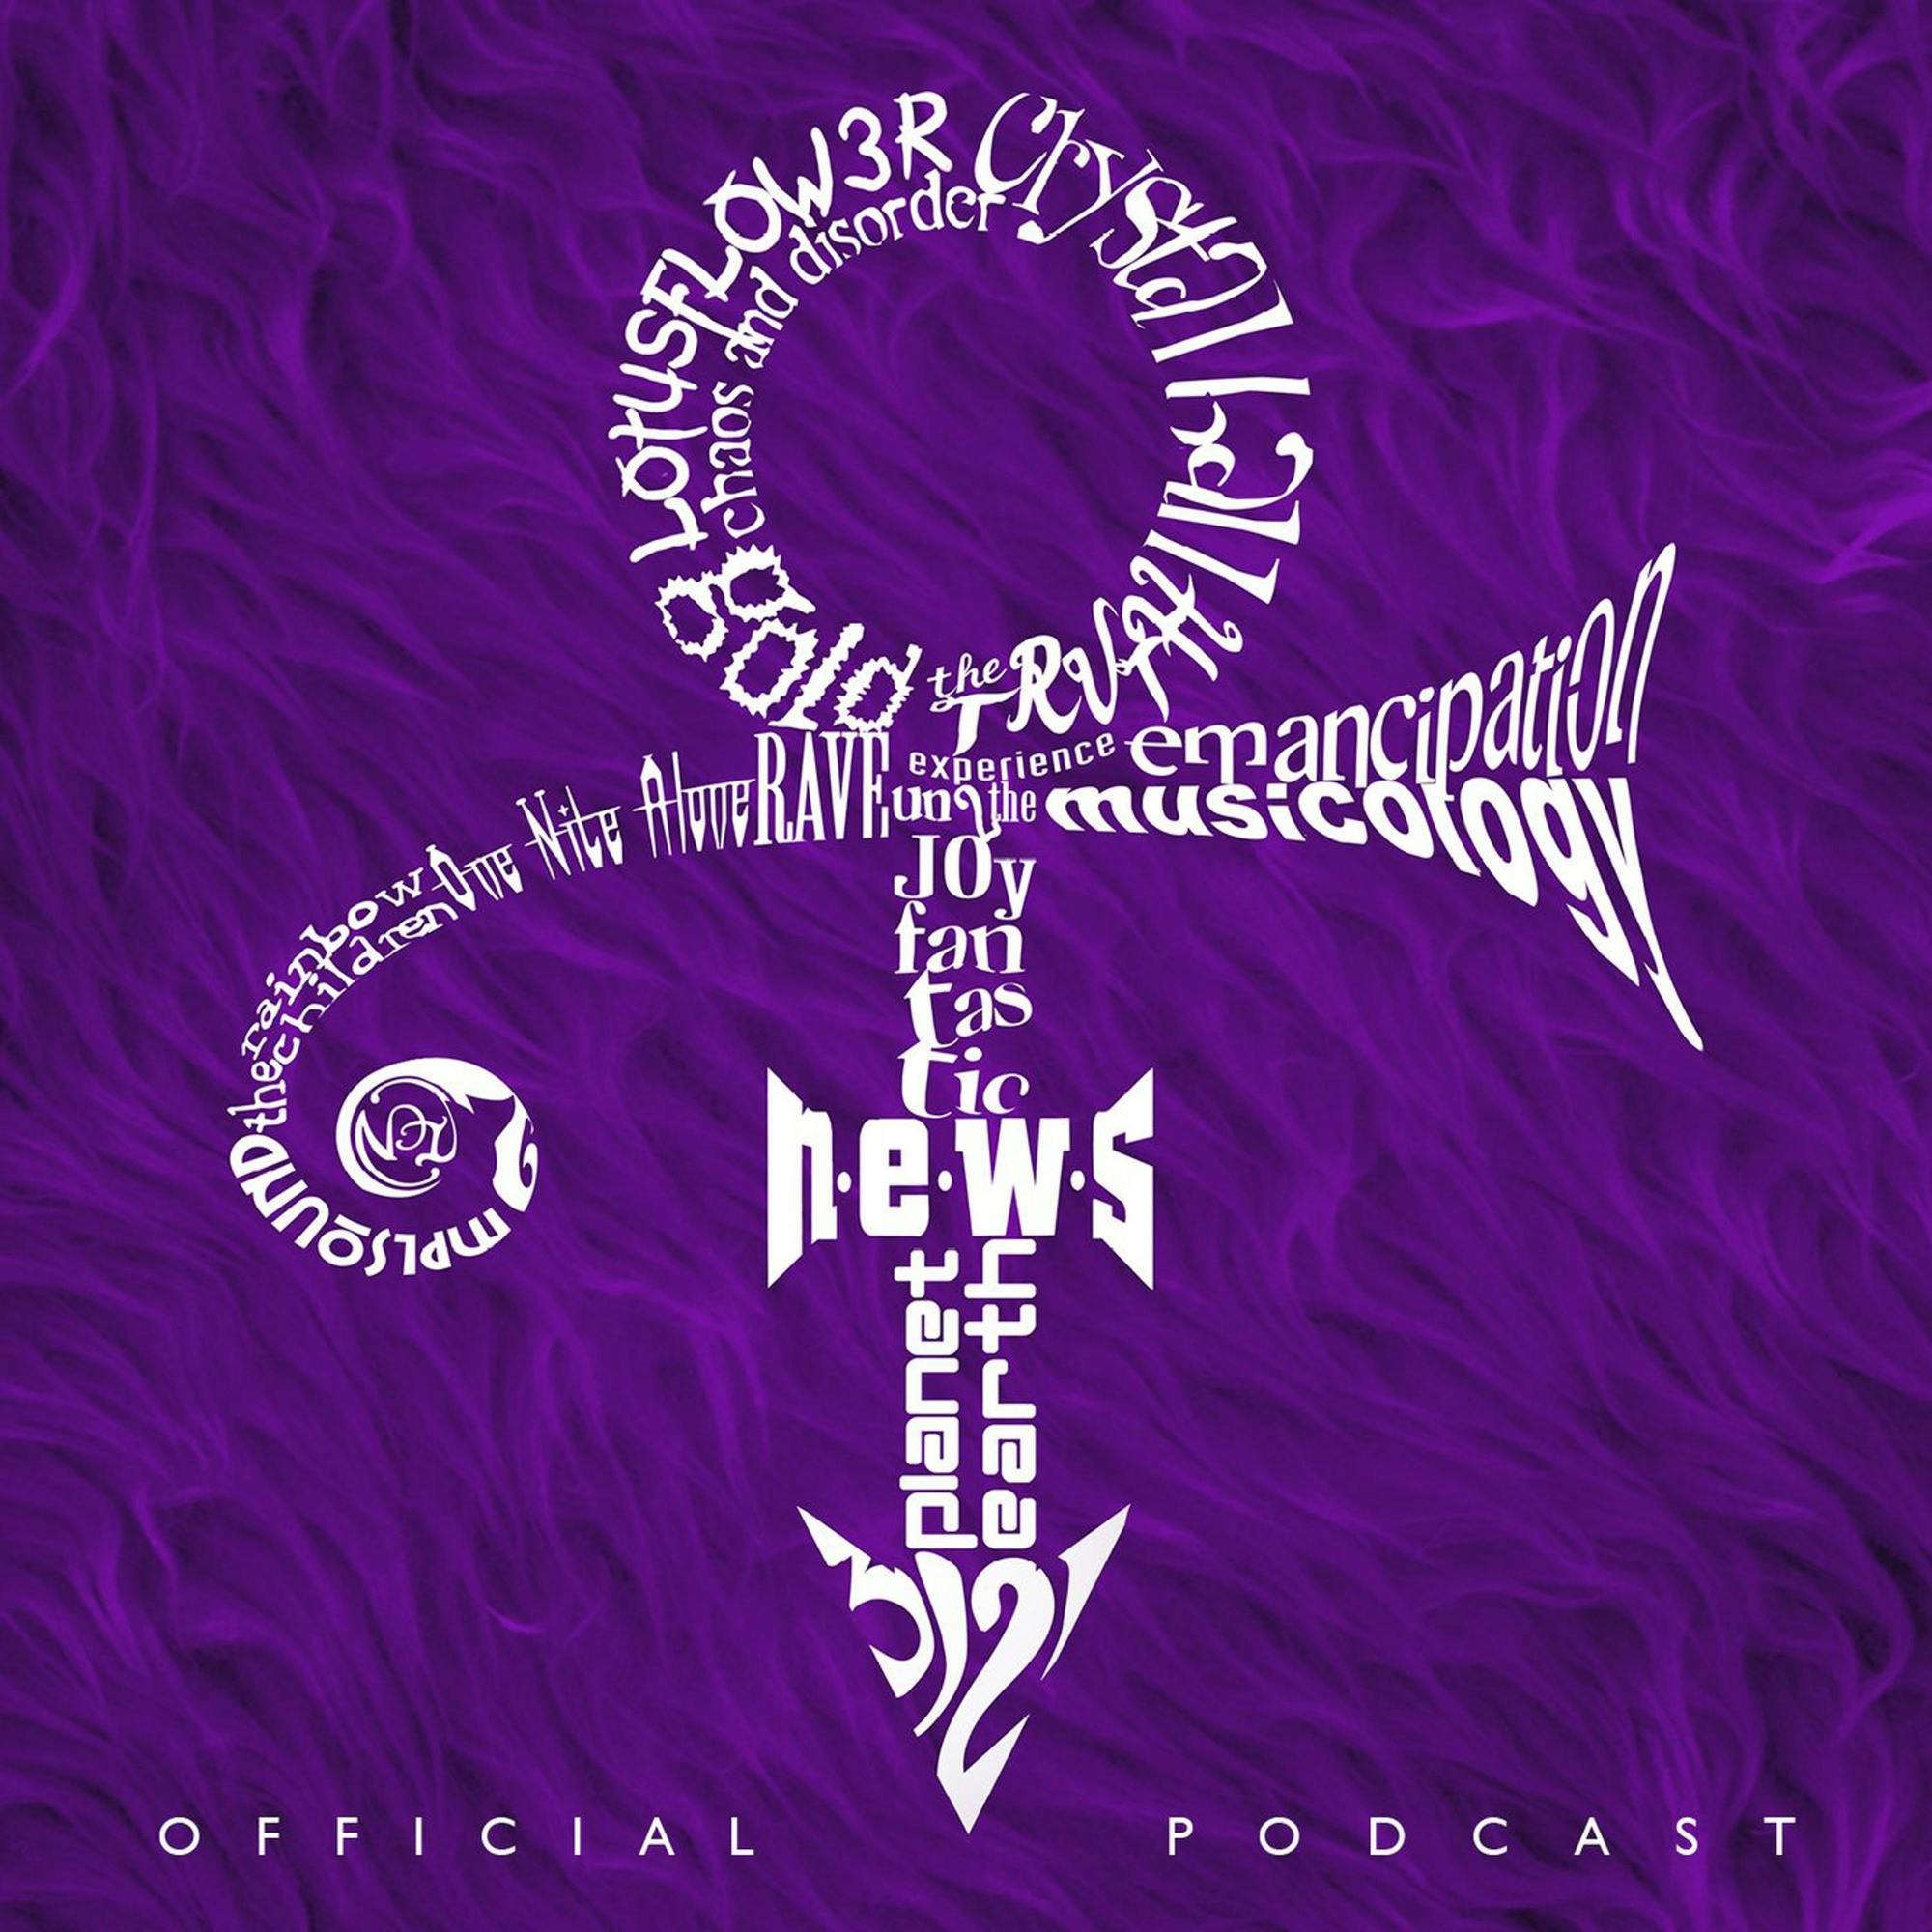 LOTUSFLOW3R
chaos and disorder
Crystal Ball
gold
the TRUTH
experience
emancipation
musicology
RAVE
un2 the
Joy
fan
tas
tic
One Nite Alone
the rainbow
children
MPLSOUND
n·e·w·s
planet
earth
3121
OFFICIAL PODCAST